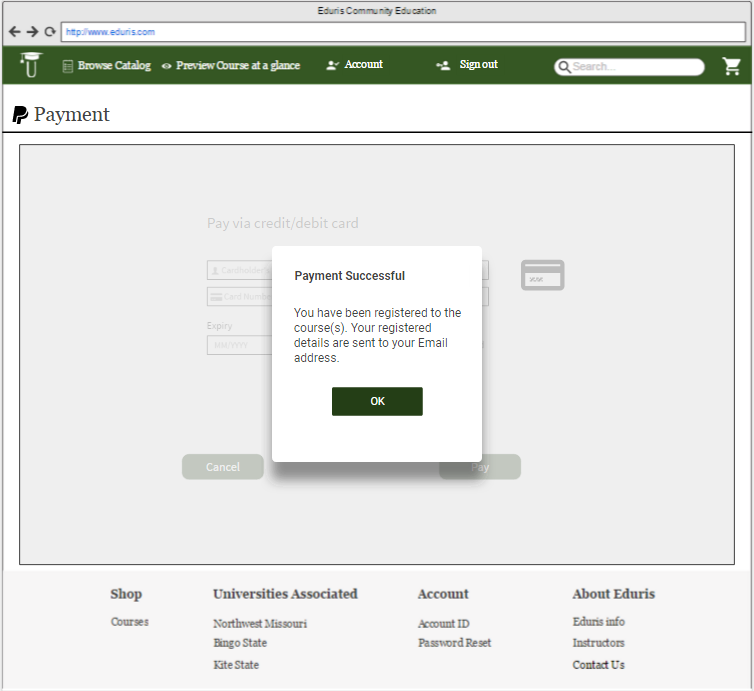 Eduris Community Education
http://www.eduris.com
Browse Catalog Preview Course at a glance Account Sign out Search...
Payment
Pay via credit/debit card
Cardholder's
Payment Successful
Card Number
You have been registered to the
course(s). Your registered
details are sent to your Email
address.
Expiry
MM/YYYY
OK
Cancel
Pay
Shop Universities Associated Account About Eduris
Courses Northwest Missouri Account ID Eduris info
Bingo State Password Reset Instructors
Kite State Contact Us